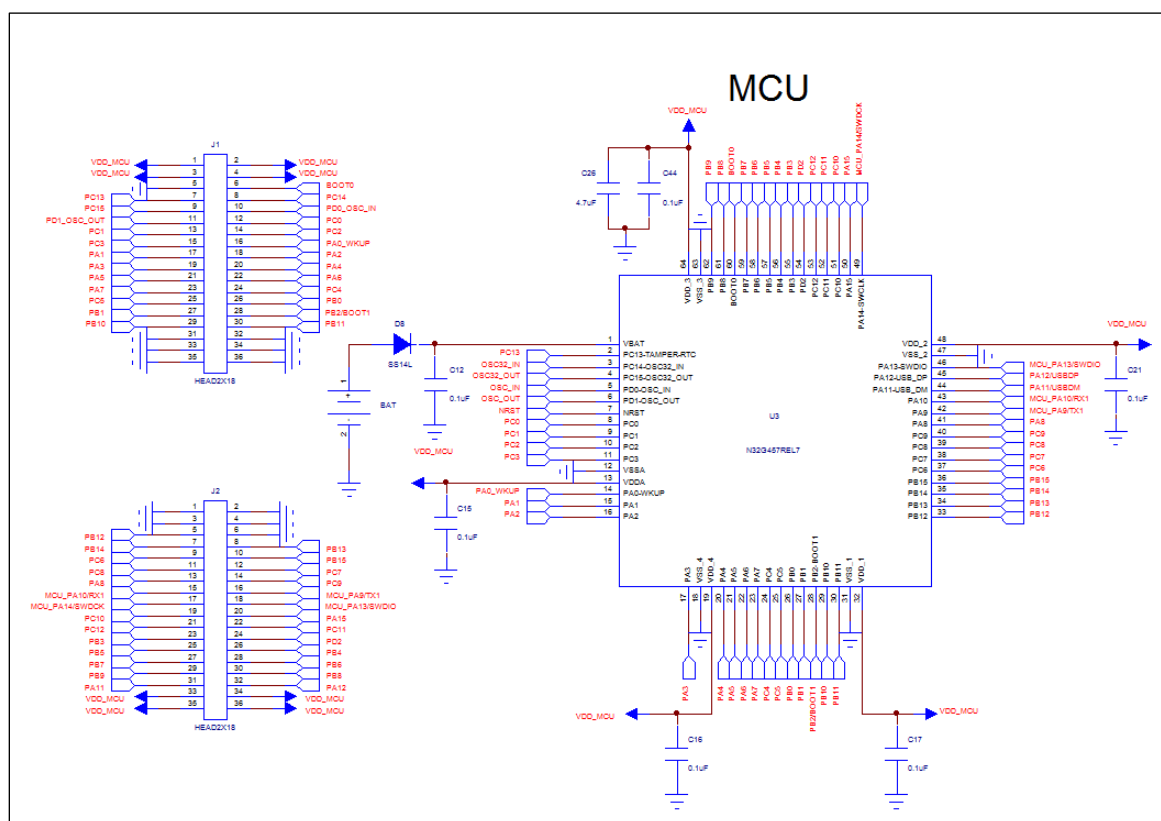 MCU
J1
VDD_MCU 1 2 VDD_MCU
VDD_MCU 3 4 VDD_MCU
5 6 BOOT0
PC13 7 8 PC14
PC15 9 10 PD0_OSC_IN
PD1_OSC_OUT 11 12 PC0
PC1 13 14 PC2
PC3 15 16 PA0_WKUP
PA1 17 18 PA2
PA3 19 20 PA4
PA5 21 22 PA6
PA7 23 24 PC4
PC5 25 26 PB0
PB1 27 28 PB2/BOOT1
PB10 29 30 PB11
31 32
33 34
35 36
HEAD2X18
J2
1 2
3 4
PB12 5 6
PB14 7 8 PB13
PC6 9 10 PB15
PC8 11 12 PC7
PA8 13 14 PC9
MCU_PA10/RX1 15 16 MCU_PA9/TX1
MCU_PA14/SWDCK 17 18 MCU_PA13/SWDIO
PC10 19 20 PA15
PC12 21 22 PC11
PB3 23 24 PD2
PB5 25 26 PB4
PB7 27 28 PB6
PB9 29 30 PB8
PA11 31 32 PA12
VDD_MCU 33 34 VDD_MCU
VDD_MCU 35 36 VDD_MCU
HEAD2X18
VDD_MCU
C26
4.7uF
C44
0.1uF
PB9 PB8 BOOT0 PB7 PB6 PB5 PB4 PB3 PD2 PC12 PC11 PC10 PA15 MCU_PA14/SWDCK
64 63 62 61 60 59 58 57 56 55 54 53 52 51 50 49
VDD_3 VSS_3 PB9 PB8 BOOT0 PB7 PB6 PB5 PB4 PB3 PD2 PC12 PC11 PC10 PA15 PA14-SWCLK
D8
SS14L
1
+
BAT
2
C12
0.1uF
1 VBAT
PC13 2 PC13-TAMPER-RTC
OSC32_IN 3 PC14-OSC32_IN
OSC32_OUT 4 PC15-OSC32_OUT
OSC_IN 5 PD0-OSC_IN
OSC_OUT 6 PD1-OSC_OUT
NRST 7 NRST
PC0 8 PC0
PC1 9 PC1
PC2 10 PC2
PC3 11 PC3
12 VSSA
VDD_MCU 13 VDDA
PA0_WKUP 14 PA0-WKUP
PA1 15 PA1
PA2 16 PA2
C15
0.1uF
U3
N32G457REL7
VDD_2 48 VDD_MCU
VSS_2 47
PA13-SWDIO 46 MCU_PA13/SWDIO
PA12-USB_DP 45 PA12/USBDP
PA11-USB_DM 44 PA11/USBDM
PA10 43 MCU_PA10/RX1
PA9 42 MCU_PA9/TX1
PA8 41 PA8
PC9 40 PC9
PC8 39 PC8
PC7 38 PC7
PC6 37 PC6
PB15 36 PB15
PB14 35 PB14
PB13 34 PB13
PB12 33 PB12
C21
0.1uF
PA3 VSS_4 VDD_4 PA4 PA5 PA6 PA7 PC4 PC5 PB0 PB1 PB2-BOOT1 PB10 PB11 VSS_1 VDD_1
17 18 19 20 21 22 23 24 25 26 27 28 29 30 31 32
PA3 PA4 PA5 PA6 PA7 PC4 PC5 PB0 PB1 PB2/BOOT1 PB10 PB11
VDD_MCU
C16
0.1uF
VDD_MCU
C17
0.1uF